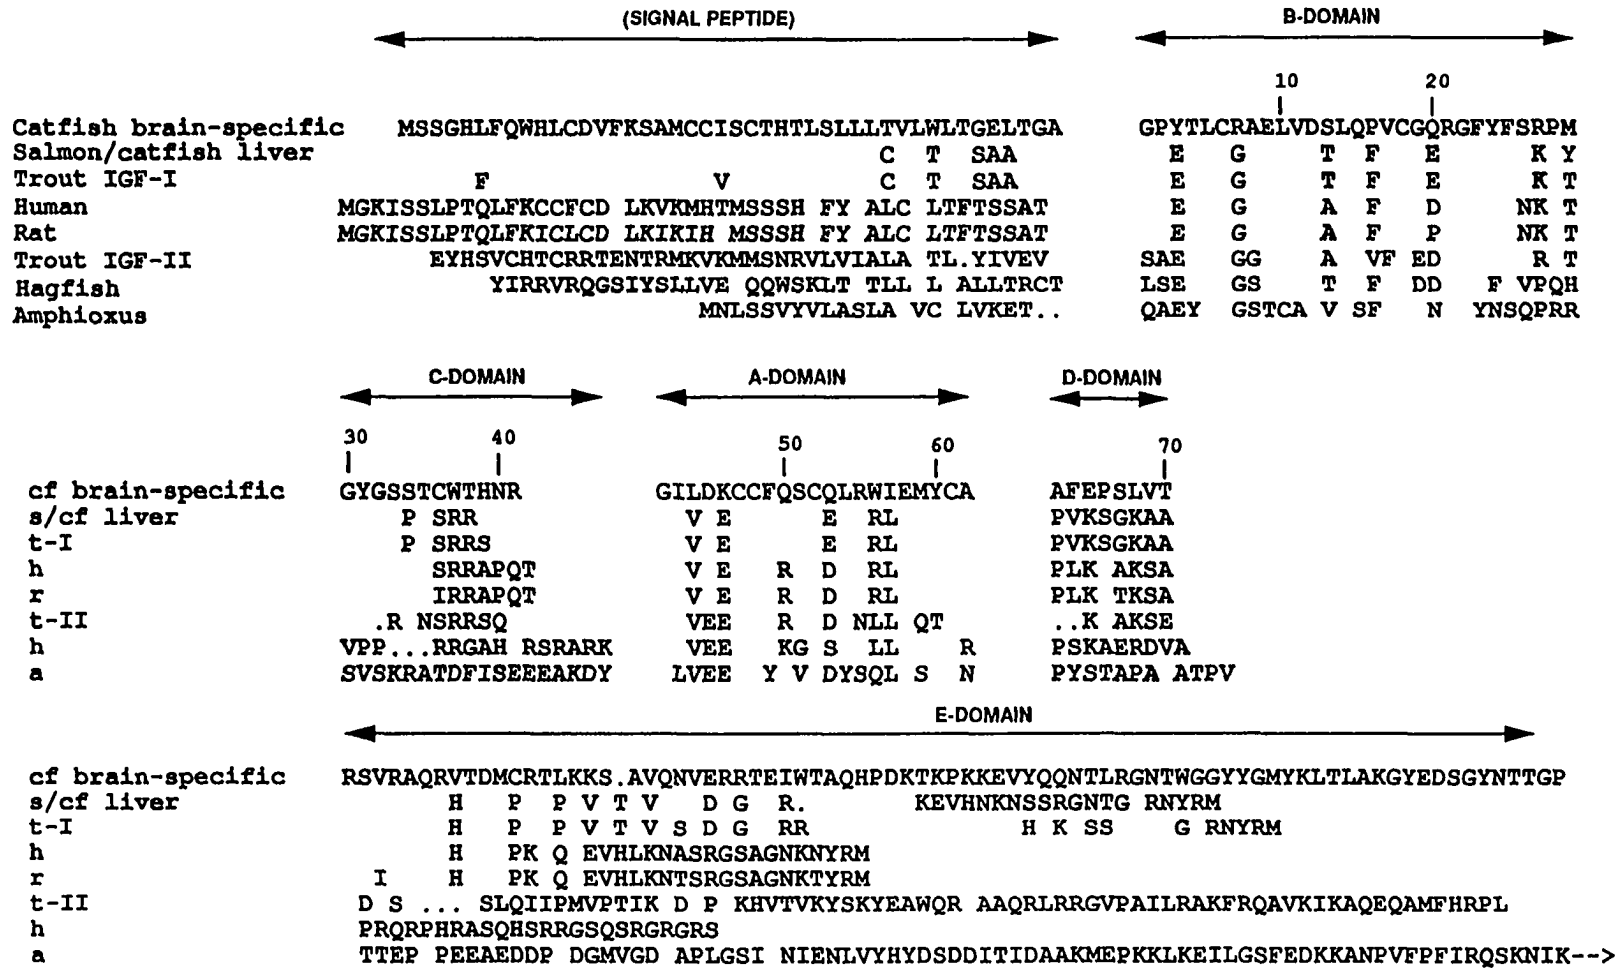 (SIGNAL PEPTIDE) B-DOMAIN
10 20
Catfish brain-specific MSSGHLFQWHLCDVFKSAMCCISCTHTLSLLLTVLWLTGELTGA GPYTLCRAELVDSLQPVCGQRGFYFSRPM
Salmon/catfish liver C T SAA E G T F E K Y
Trout IGF-I F V C T SAA E G T F E K T
Human MGKISSLPTQLFKCCFCD LKVKMHTMSSSH FY ALC LTFTSSAT E G A F D NK T
Rat MGKISSLPTQLFKICLCD LKIKIH MSSSH FY ALC LTFTSSAT E G A F P NK T
Trout IGF-II EYHSVCHTCRRTENTRMKVKMMSNRVLVIALA TL.YIVEV SAE GG A VF ED R T
Hagfish YIRRVRQGSIYSLLVE QQWSKLT TLL L ALLTRCT LSE GS T F DD F VPQH
Amphioxus MNLSSVYVLASLA VC LVKET.. QAEY GSTCA V SF N YNSQPRR
C-DOMAIN A-DOMAIN D-DOMAIN
30 40 50 60 70
cf brain-specific GYGSSTCWTHNR GILDKCCFQSCQLRWIEMYCA AFEPSLVT
s/cf liver P SRR V E E RL PVKSGKAA
t-I P SRRS V E E RL PVKSGKAA
h SRRAPQT V E R D RL PLK AKSA
r IRRAPQT V E R D RL PLK TKSA
t-II .R NSRRSQ VEE R D NLL QT ..K AKSE
h VPP...RRGAH RSRARK VEE KG S LL R PSKAERDVA
a SVSKRATDFISEEEAKDY LVEE Y V DYSQL S N PYSTAPA ATPV
E-DOMAIN
cf brain-specific RSVRAQRVTDMCRTLKKS.AVQNVERRTEIWTAQHPDKTKPKKEVYQQNTLRGNTWGGYYGMYKLTLAKGYEDSGYNTTGP
s/cf liver H P P V T V D G R. KEVHNKNSSRGNTG RNYRM
t-I H P P V T V S D G RR H K SS G RNYRM
h H PK Q EVHLKNASRGSAGNKNYRM
r I H PK Q EVHLKNTSRGSAGNKTYRM
t-II D S ... SLQIIPMVPTIK D P KHVTVKYSKYEAWQR AAQRLRRGVPAILRAKFRQAVKIKAQEQAMFHRPL
h PRQRPHRASQHSRRGSQSRGRGRS
a TTEP PEEAEDDP DGMVGD APLGSI NIENLVYHYDSDDITIDAAKMEPKKLKEILGSFEDKKANPVFPFIRQSKNIK-->